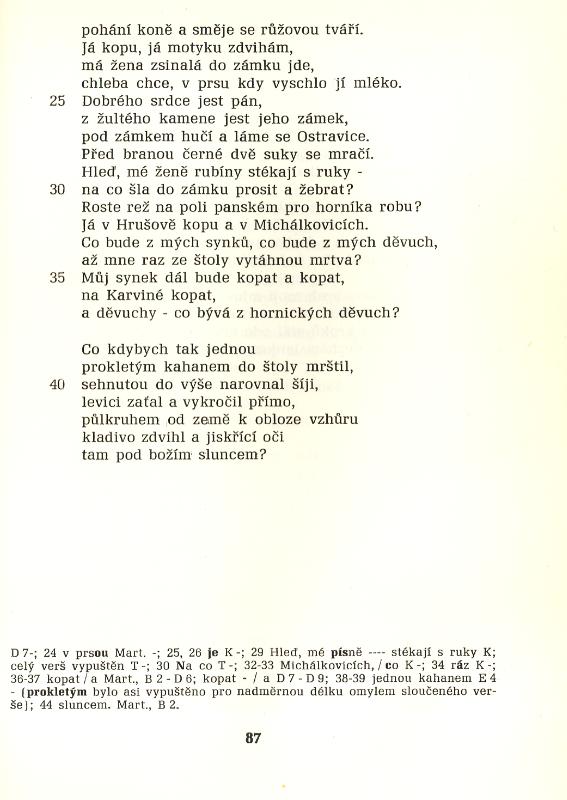 pohání koně a směje se růžovou tváří.
Já kopu, já motyku zdvihám,
má žena zsinalá do zámku jde,
chleba chce, v prsu kdy vyschlo jí mléko.
25 Dobrého srdce jest pán,
z žultého kamene jest jeho zámek,
pod zámkem hučí a láme se Ostravice.
Před branou černé dvě suky se mračí.
Hleď, mé ženě rubíny stékají s ruky -
30 na co šla do zámku prosit a žebrat?
Roste rež na poli panském pro horníka robu?
Já v Hrušově kopu a v Michálkovicích.
Co bude z mých synků, co bude z mých děvuch,
až mne raz ze štoly vytáhnou mrtva?
35 Můj synek dál bude kopat a kopat,
na Karviné kopat,
a děvuchy - co bývá z hornických děvuch?
Co kdybych tak jednou
prokletým kahanem do štoly mrštil,
40 sehnutou do výše narovnal šíji,
levici zaťal a vykročil přímo,
půlkruhem od země k obloze vzhůru
kladivo zdvihl a jiskřící oči
tam pod božím sluncem?
D 7-; 24 v prsou Mart. -; 25, 26 je K -; 29 Hleď, mé písně ---- stékají s ruky K;
celý verš vypuštěn T -; 30 Na co T -; 32-33 Michálkovicích, / co K -; 34 ráz K -;
36-37 kopat / a Mart., B 2 - D 6; kopat - / a D 7 - D 9; 38-39 jednou kahanem E 4
- (prokletým bylo asi vypuštěno pro nadměrnou délku omylem sloučeného ver-
še); 44 sluncem. Mart., B 2.
87